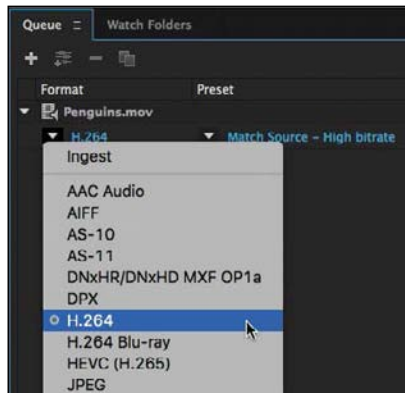 Queue Watch Folders
Format Preset
Penguins.mov
H.264 Match Source – High bitrate
Ingest
AAC Audio
AIFF
AS-10
AS-11
DNxHR/DNxHD MXF OP1a
DPX
H.264
H.264 Blu-ray
HEVC (H.265)
JPEG